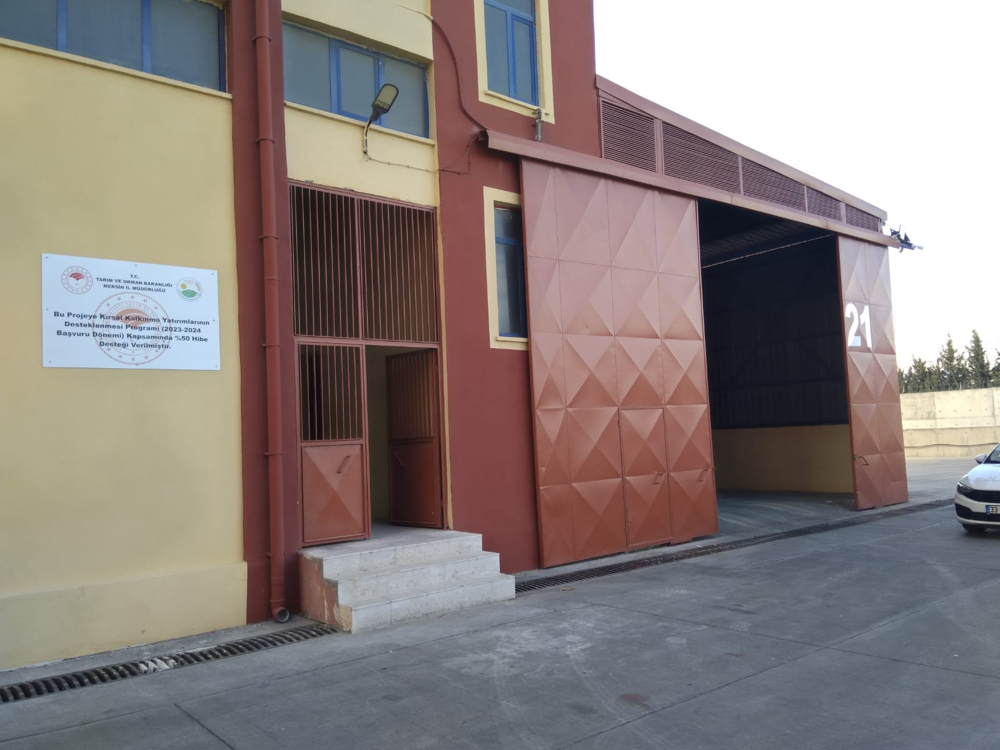 T.C.
TARIM VE ORMAN BAKANLIĞI
MERSİN İL MÜDÜRLÜĞÜ
Bu Projeye Kırsal Kalkınma Yatırımlarının
Desteklenmesi Programı (2023-2024
Başvuru Dönemi) Kapsamında %50 Hibe
Desteği Verilmiştir.
21
33